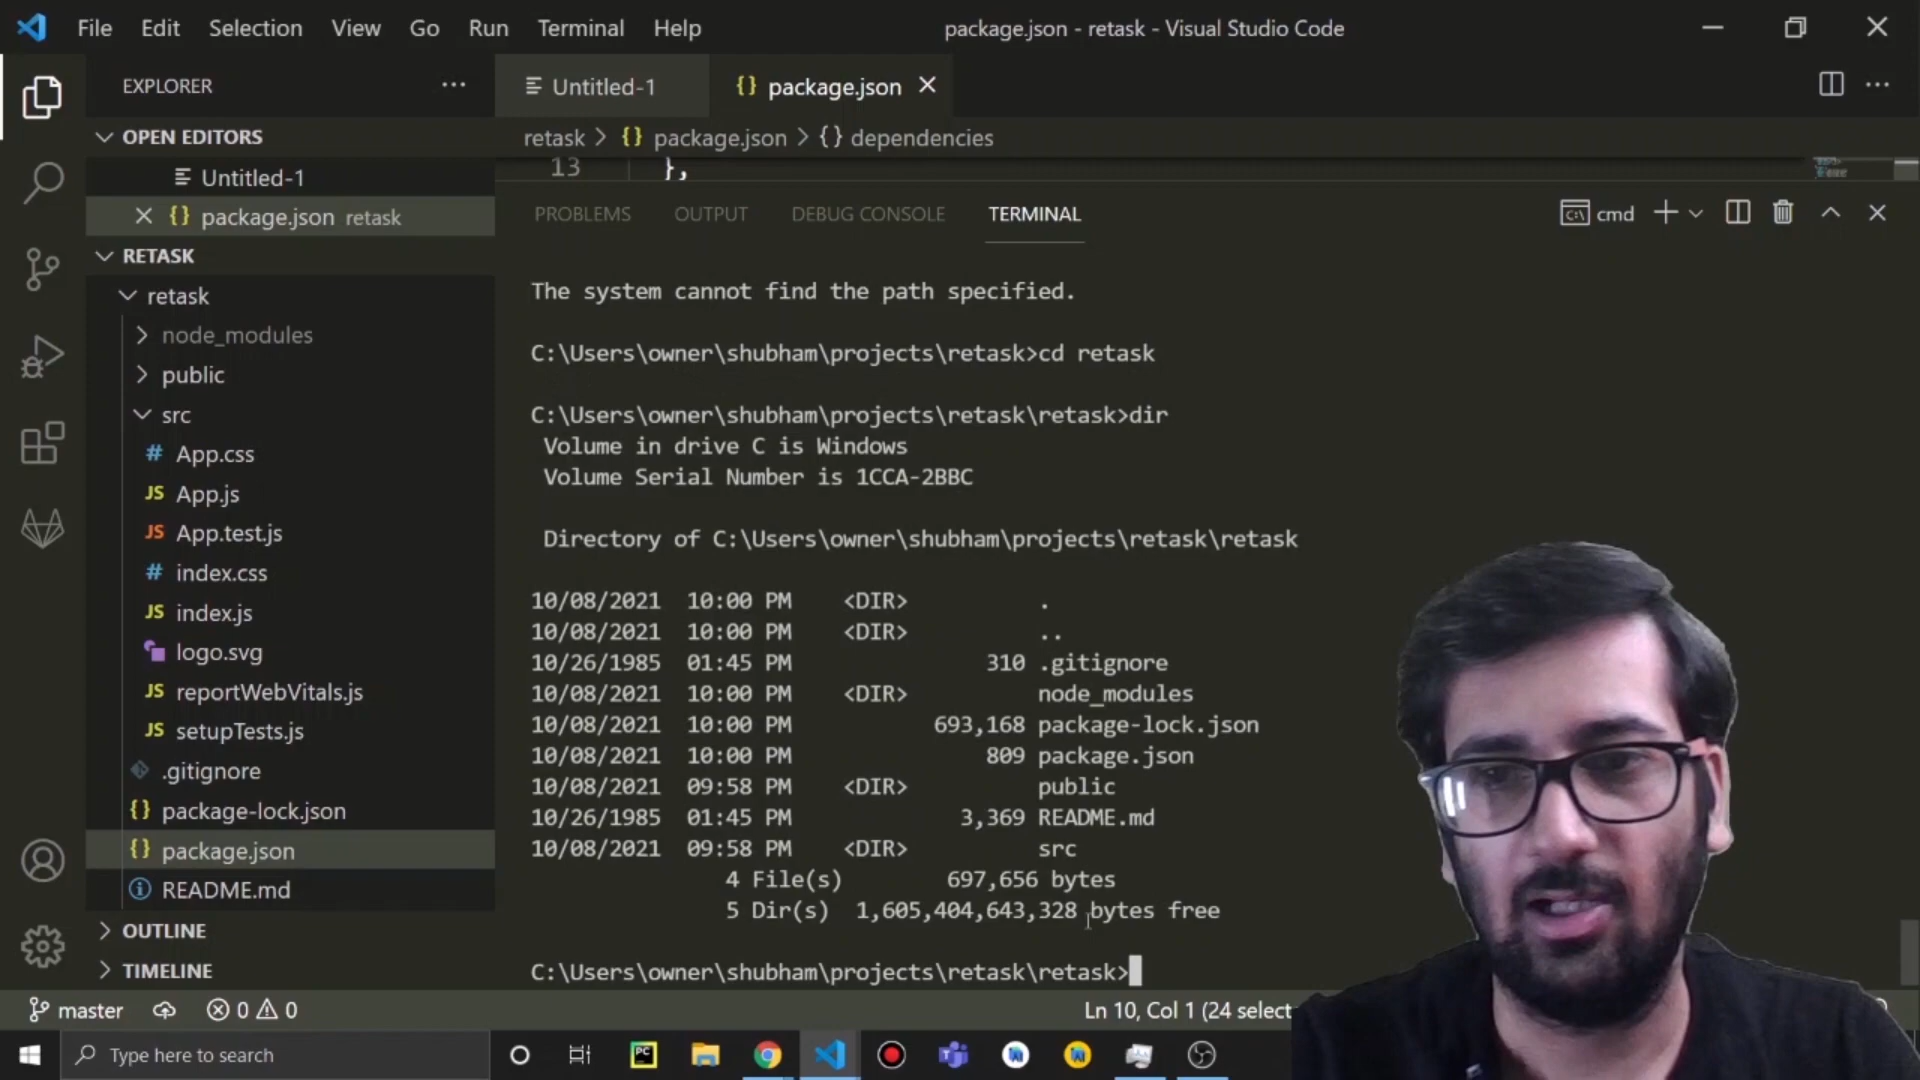 File Edit Selection View Go Run Terminal Help
package.json - retask - Visual Studio Code
EXPLORER
OPEN EDITORS
Untitled-1
package.json retask
RETASK
retask
node_modules
public
src
App.css
App.js
App.test.js
index.css
index.js
logo.svg
reportWebVitals.js
setupTests.js
.gitignore
package-lock.json
package.json
README.md
OUTLINE
TIMELINE
Untitled-1
package.json
retask > {} package.json > {} dependencies
13 },
PROBLEMS OUTPUT DEBUG CONSOLE TERMINAL
cmd
The system cannot find the path specified.
C:\Users\owner\shubham\projects\retask>cd retask
C:\Users\owner\shubham\projects\retask\retask>dir
Volume in drive C is Windows
Volume Serial Number is 1CCA-2BBC
Directory of C:\Users\owner\shubham\projects\retask\retask
10/08/2021 10:00 PM <DIR> .
10/08/2021 10:00 PM <DIR> ..
10/26/1985 01:45 PM 310 .gitignore
10/08/2021 10:00 PM <DIR> node_modules
10/08/2021 10:00 PM 693,168 package-lock.json
10/08/2021 10:00 PM 809 package.json
10/08/2021 09:58 PM <DIR> public
10/26/1985 01:45 PM 3,369 README.md
10/08/2021 09:58 PM <DIR> src
4 File(s) 697,656 bytes
5 Dir(s) 1,605,404,643,328 bytes free
C:\Users\owner\shubham\projects\retask\retask>
master 0 0
Ln 10, Col 1 (24 select
Type here to search
PC